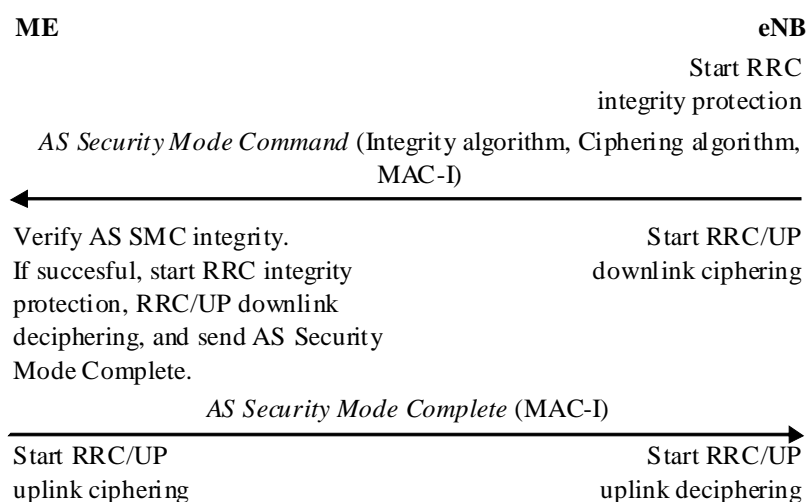 ME eNB
Start RRC
integrity protection
AS Security Mode Command (Integrity algorithm, Ciphering algorithm,
MAC-I)
Verify AS SMC integrity.
If succesful, start RRC integrity
protection, RRC/UP downlink
deciphering, and send AS Security
Mode Complete.
Start RRC/UP
downlink ciphering
AS Security Mode Complete (MAC-I)
Start RRC/UP
uplink ciphering
Start RRC/UP
uplink deciphering